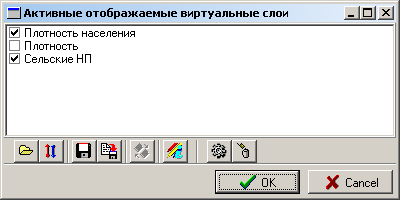 Активные отображаемые виртуальные слои
Плотность населения
Плотность
Сельские НП
OK
Cancel